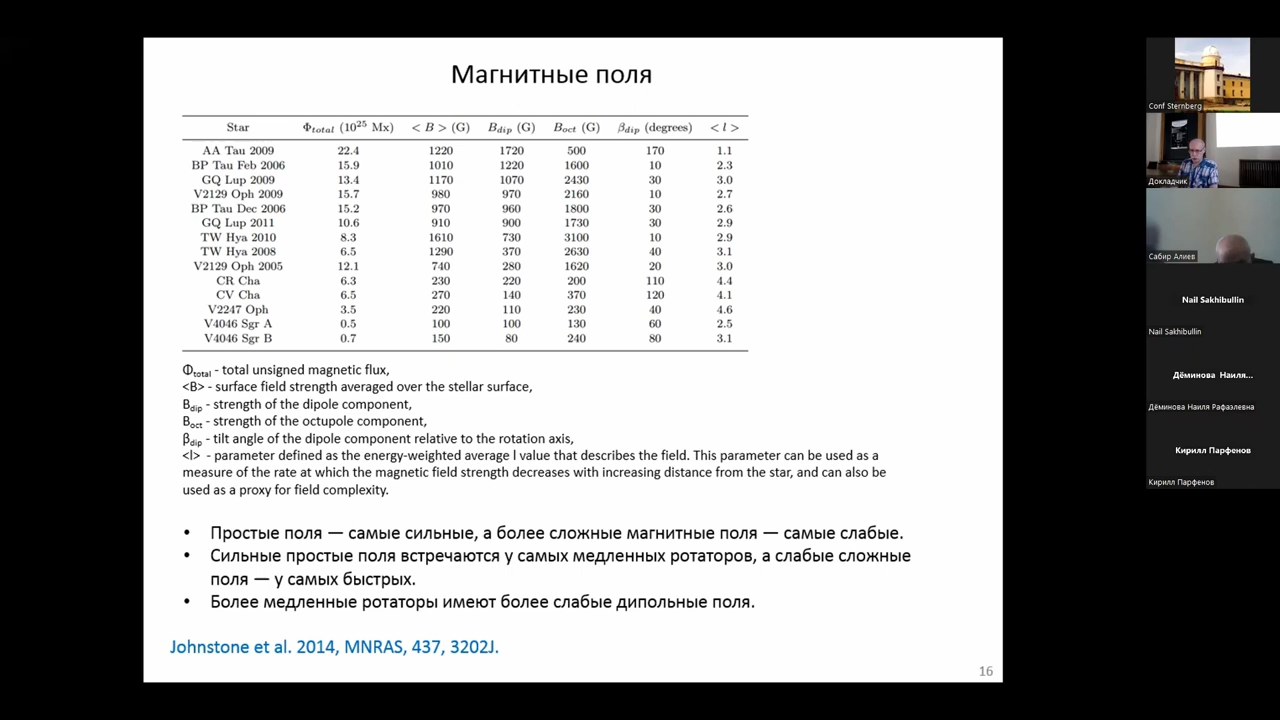 Магнитные поля
Star Φtotal (10^25 Mx) < B > (G) Bdip (G) Boct (G) βdip (degrees) < l >
AA Tau 2009 22.4 1220 1720 500 170 1.1
BP Tau Feb 2006 15.9 1010 1220 1600 10 2.3
GQ Lup 2009 13.4 1170 1070 2430 30 3.0
V2129 Oph 2009 15.7 980 970 2160 10 2.7
BP Tau Dec 2006 15.2 970 960 1800 30 2.6
GQ Lup 2011 10.6 910 900 1730 30 2.9
TW Hya 2010 8.3 1610 730 3100 10 2.9
TW Hya 2008 6.5 1290 370 2630 40 3.1
V2129 Oph 2005 12.1 740 280 1620 20 3.0
CR Cha 6.3 230 220 200 110 4.4
CV Cha 6.5 270 140 370 120 4.1
V2247 Oph 3.5 220 110 230 40 4.6
V4046 Sgr A 0.5 100 100 130 60 2.5
V4046 Sgr B 0.7 150 80 240 80 3.1
Φtotal - total unsigned magnetic flux,
<B> - surface field strength averaged over the stellar surface,
Bdip - strength of the dipole component,
Boct - strength of the octupole component,
βdip - tilt angle of the dipole component relative to the rotation axis,
<l> - parameter defined as the energy-weighted average l value that describes the field. This parameter can be used as a
measure of the rate at which the magnetic field strength decreases with increasing distance from the star, and can also be
used as a proxy for field complexity.
• Простые поля — самые сильные, а более сложные магнитные поля — самые слабые.
• Сильные простые поля встречаются у самых медленных ротаторов, а слабые сложные
поля — у самых быстрых.
• Более медленные ротаторы имеют более слабые дипольные поля.
Johnstone et al. 2014, MNRAS, 437, 3202J.
16
Conf Sternberg
Докладчик
Сабир Алиев
Nail Sakhibullin
Nail Sakhibullin
Дёминова Наиля...
Дёминова Наиля Рафаэлевна
Кирилл Парфенов
Кирилл Парфенов